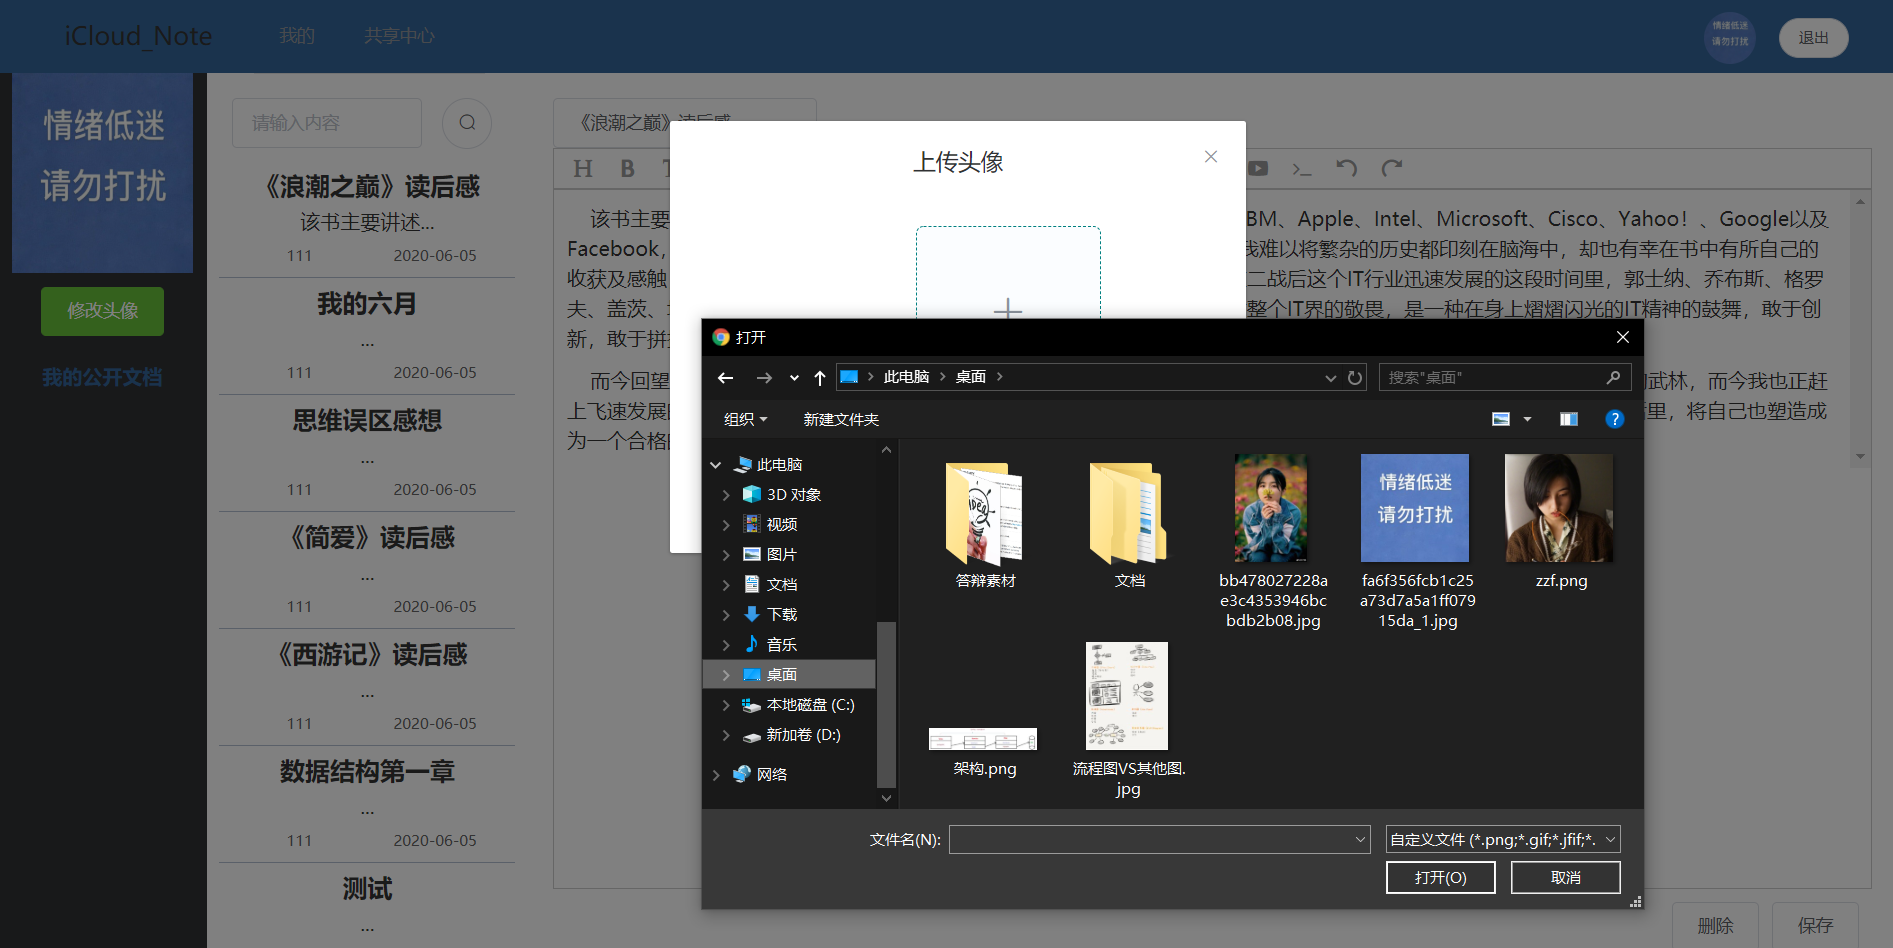 iCloud_Note
我的
共享中心
情绪低迷
请勿打扰
退出
情绪低迷
请勿打扰
修改头像
我的公开文档
请输入内容
《浪潮之巅》读后感
该书主要讲述...
111
2020-06-05
我的六月
...
111
2020-06-05
思维误区感想
...
111
2020-06-05
《简爱》读后感
...
111
2020-06-05
《西游记》读后感
...
111
2020-06-05
数据结构第一章
...
111
2020-06-05
测试
...
《浪潮之巅》读后感
H
B
该书主要
BM、Apple、Intel、Microsoft、Cisco、Yahoo！、Google以及
Facebook，
我难以将繁杂的历史都印刻在脑海中，却也有幸在书中有所自己的
收获及感触
二战后这个IT行业迅速发展的这段时间里，郭士纳、乔布斯、格罗
夫、盖茨、
整个IT界的敬畏，是一种在身上熠熠闪光的IT精神的鼓舞，敢于创
新，敢于拼
而今回望
的武林，而今我也正赶
上飞速发展
里，将自己也塑造成
为一个合格
上传头像
打开
此电脑
桌面
搜索"桌面"
组织
新建文件夹
此电脑
3D 对象
视频
图片
文档
下载
音乐
桌面
本地磁盘 (C:)
新加卷 (D:)
网络
答辩素材
文档
bb478027228a
e3c4353946bc
bdb2b08.jpg
情绪低迷
请勿打扰
fa6f356fcb1c25
a73d7a5a1ff079
15da_1.jpg
zzf.png
架构.png
流程图VS其他图.
jpg
文件名(N):
自定义文件 (*.png;*.gif;*.jfif;*.
打开(O)
取消
删除
保存